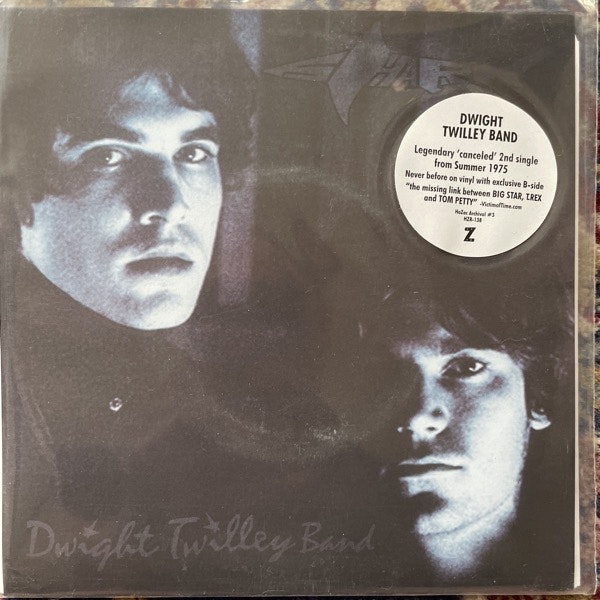 DWIGHT
TWILLEY BAND
Legendary 'canceled' 2nd single
from Summer 1975
Never before on vinyl with exclusive B-side
"the missing link between BIG STAR, T.REX
and TOM PETTY" -VictimofTime.com
HoZac Archival #3
HZR-138
Z
Dwight Twilley Band